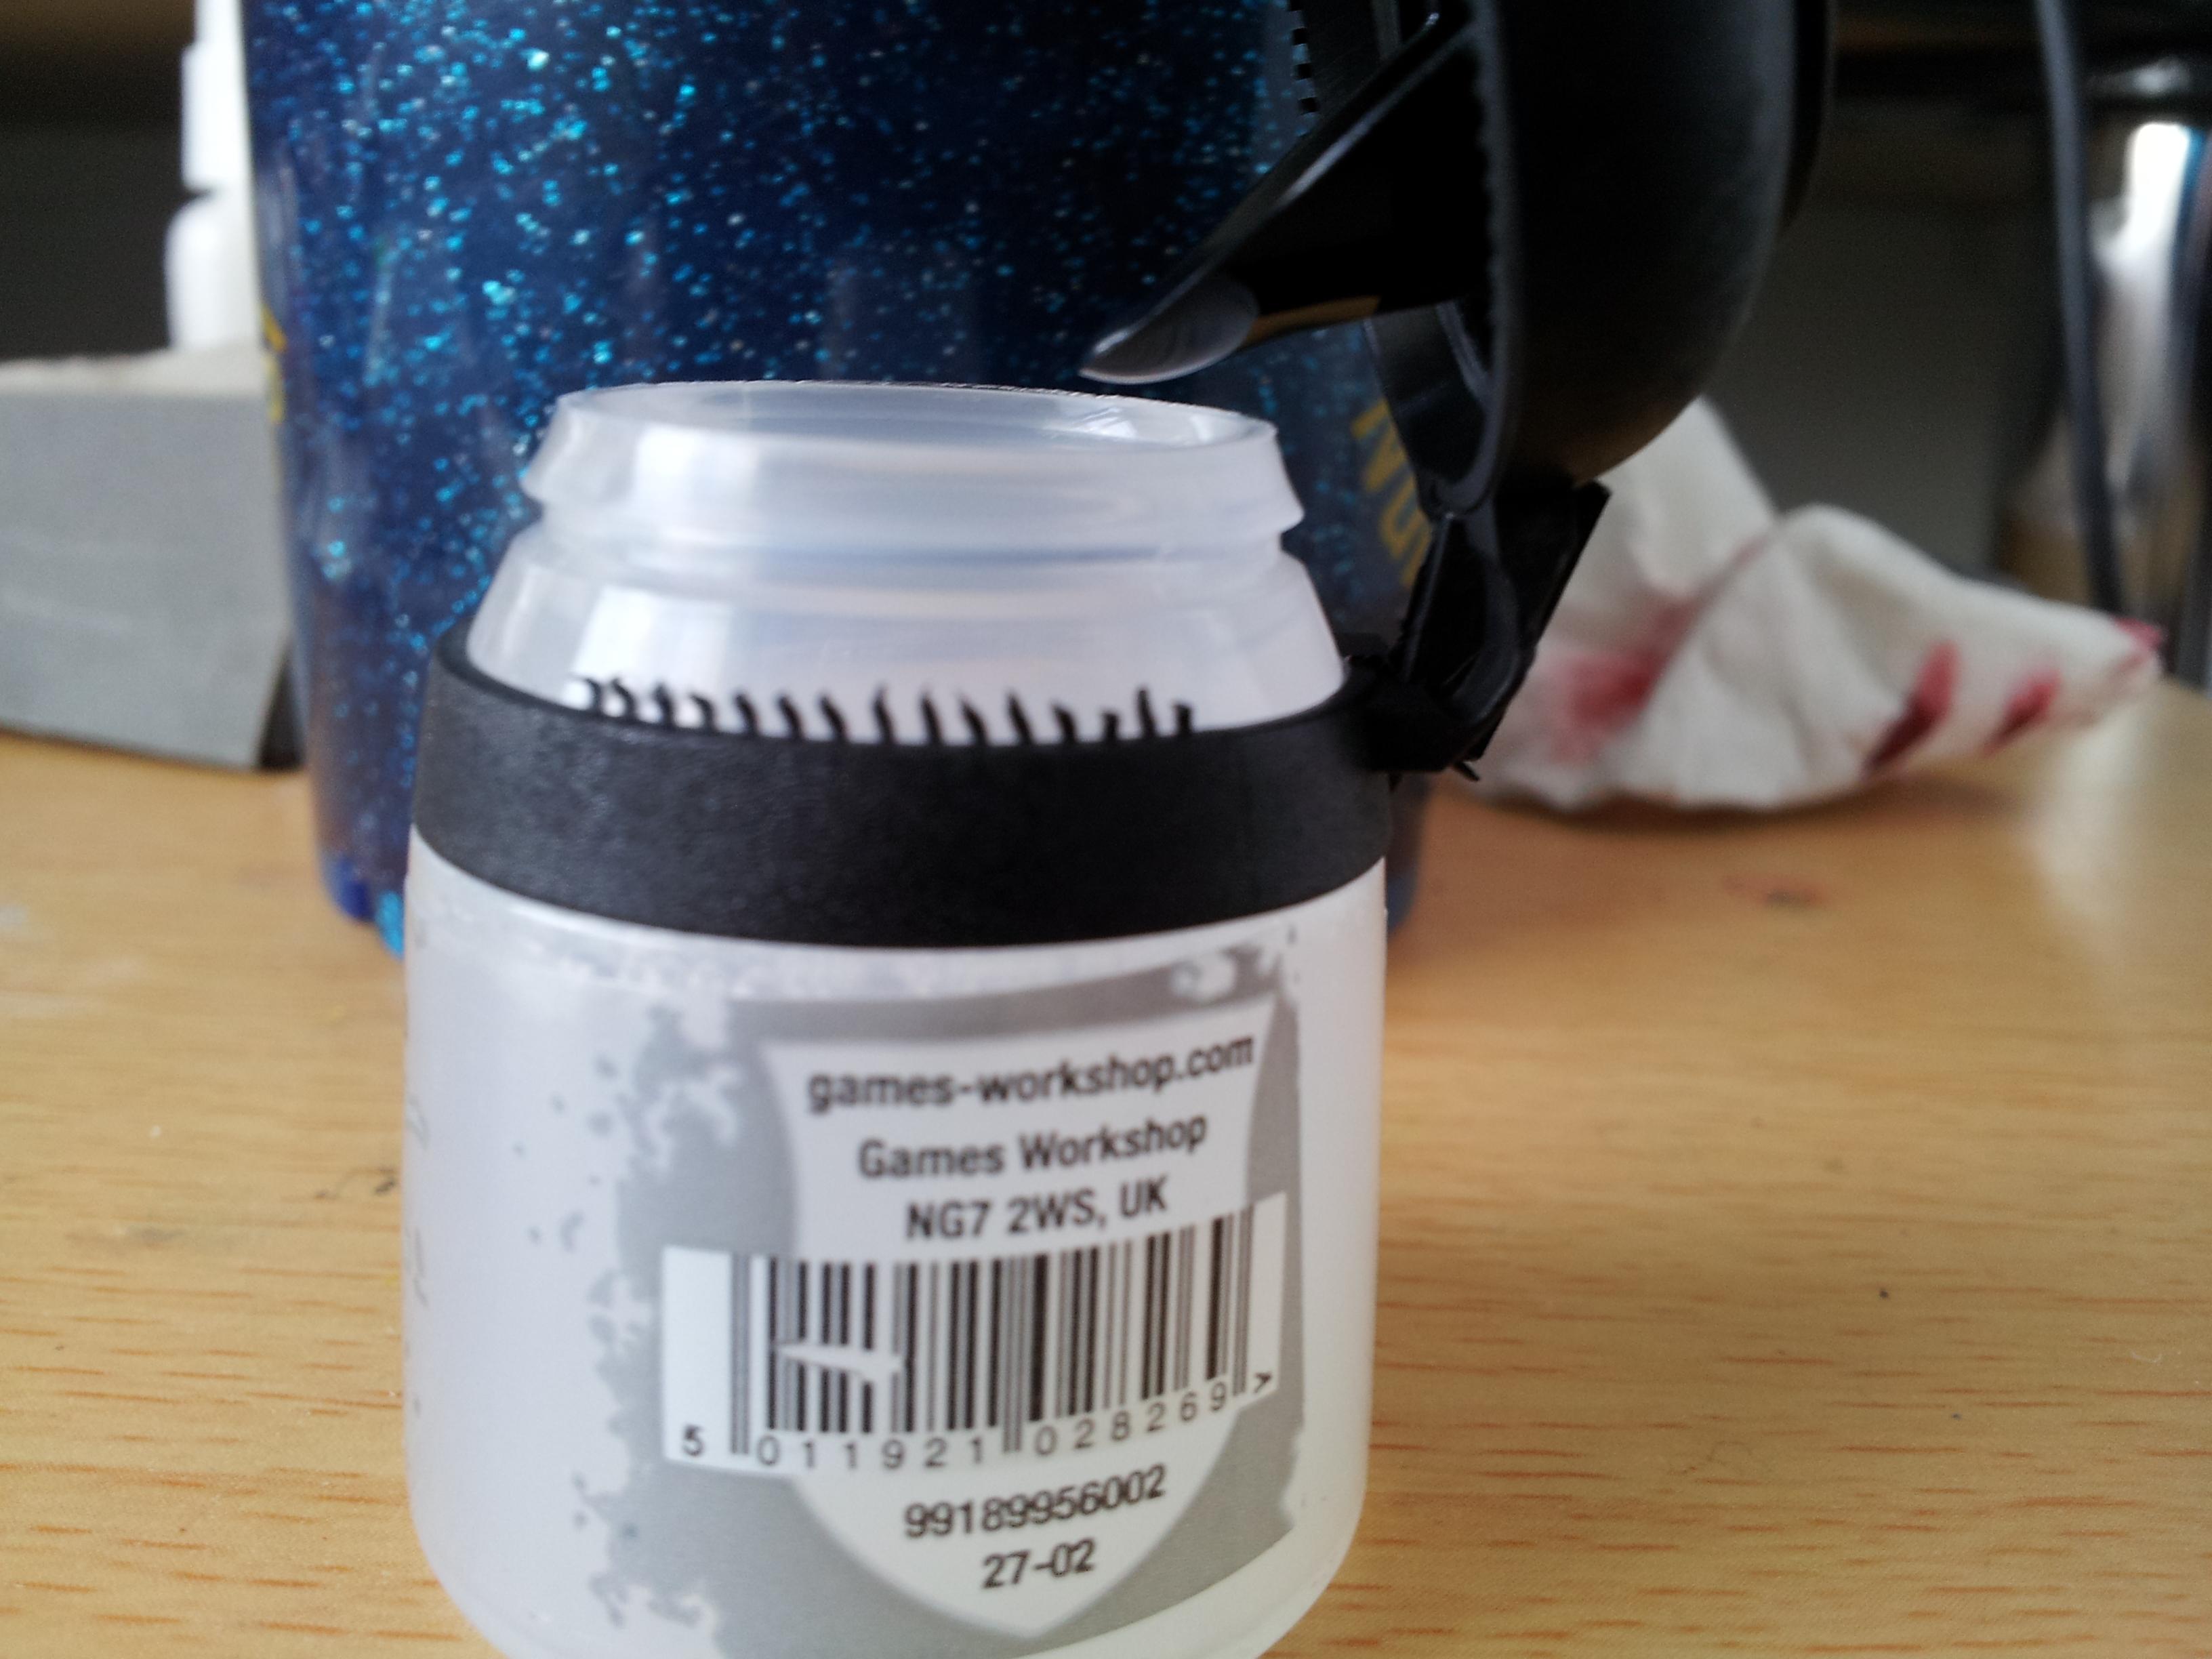 games-workshop.com
Games Workshop
NG7 2WS, UK
5 011921 028269 >
99189956002
27-02